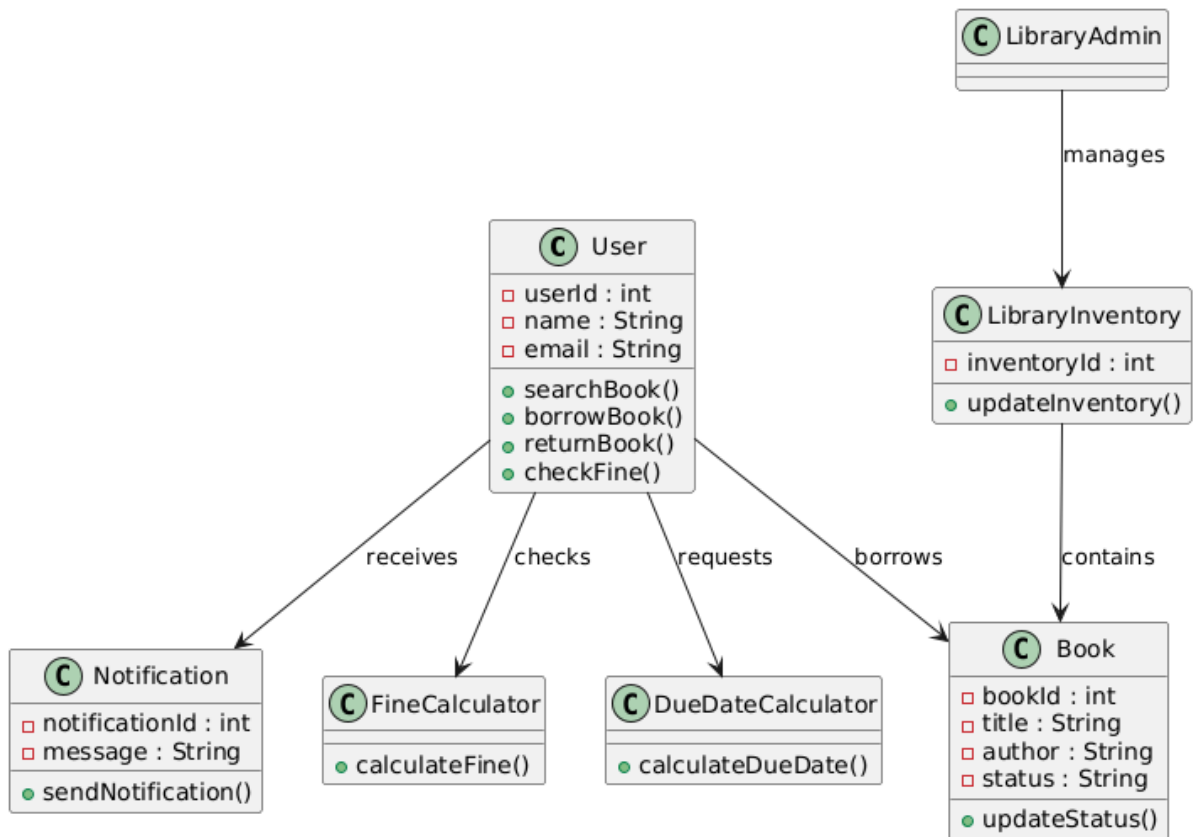 C LibraryAdmin
manages
C User
userId : int
name : String
email : String
searchBook()
borrowBook()
returnBook()
checkFine()
C LibraryInventory
inventoryId : int
updateInventory()
receives
checks
requests
borrows
contains
C Notification
notificationId : int
message : String
sendNotification()
C FineCalculator
calculateFine()
C DueDateCalculator
calculateDueDate()
C Book
bookId : int
title : String
author : String
status : String
updateStatus()